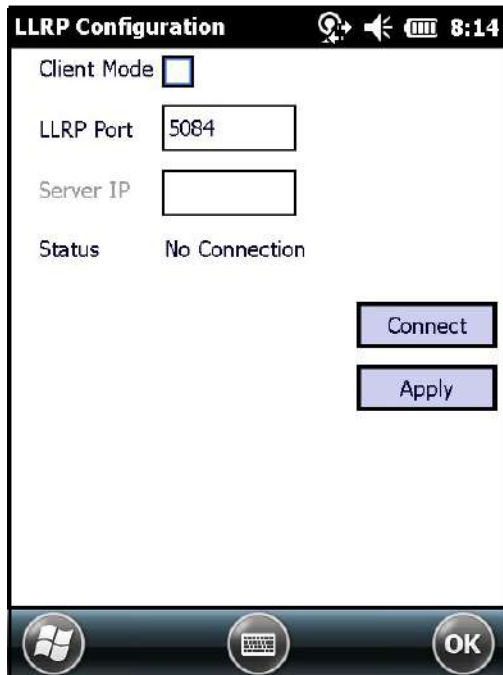 LLRP Configuration 8:14
Client Mode
LLRP Port 5084
Server IP
Status No Connection
Connect
Apply
OK